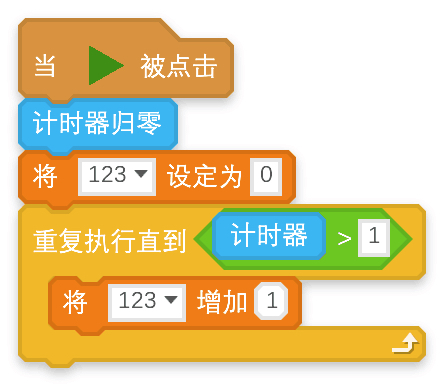 当 被点击
计时器归零
将 123 设定为 0
重复执行直到 计时器 > 1
将 123 增加 1